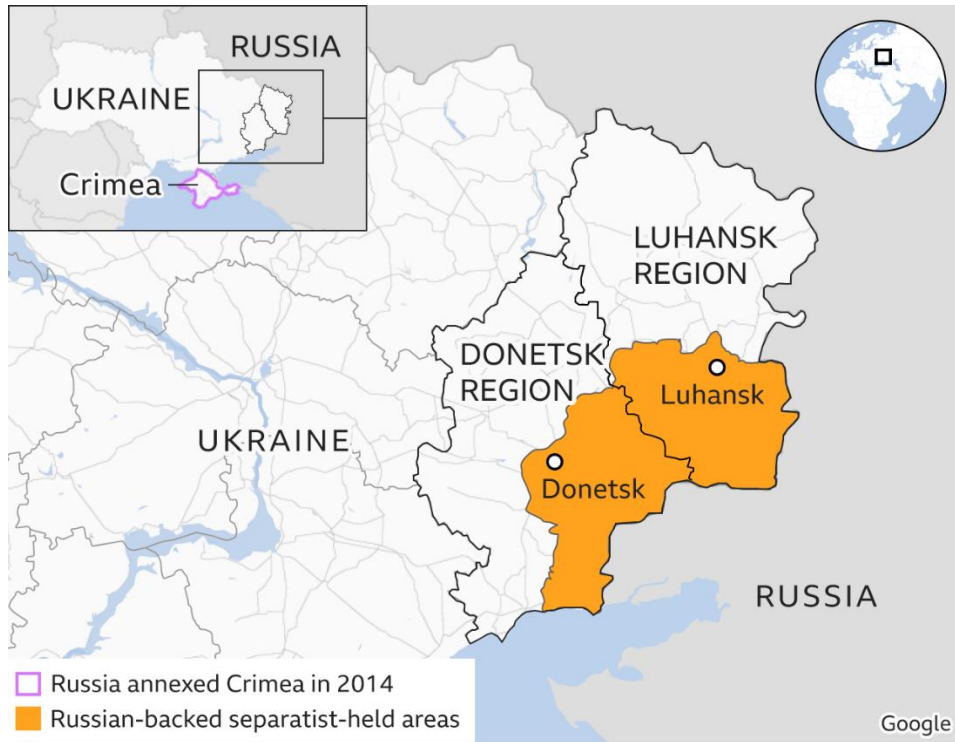 RUSSIA
UKRAINE
Crimea
LUHANSK
REGION
DONETSK
REGION
Luhansk
UKRAINE
Donetsk
RUSSIA
Russia annexed Crimea in 2014
Russian-backed separatist-held areas
Google